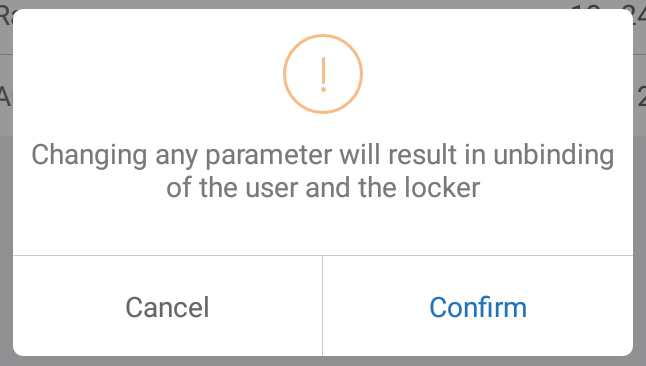 Changing any parameter will result in unbinding
of the user and the locker
Cancel
Confirm